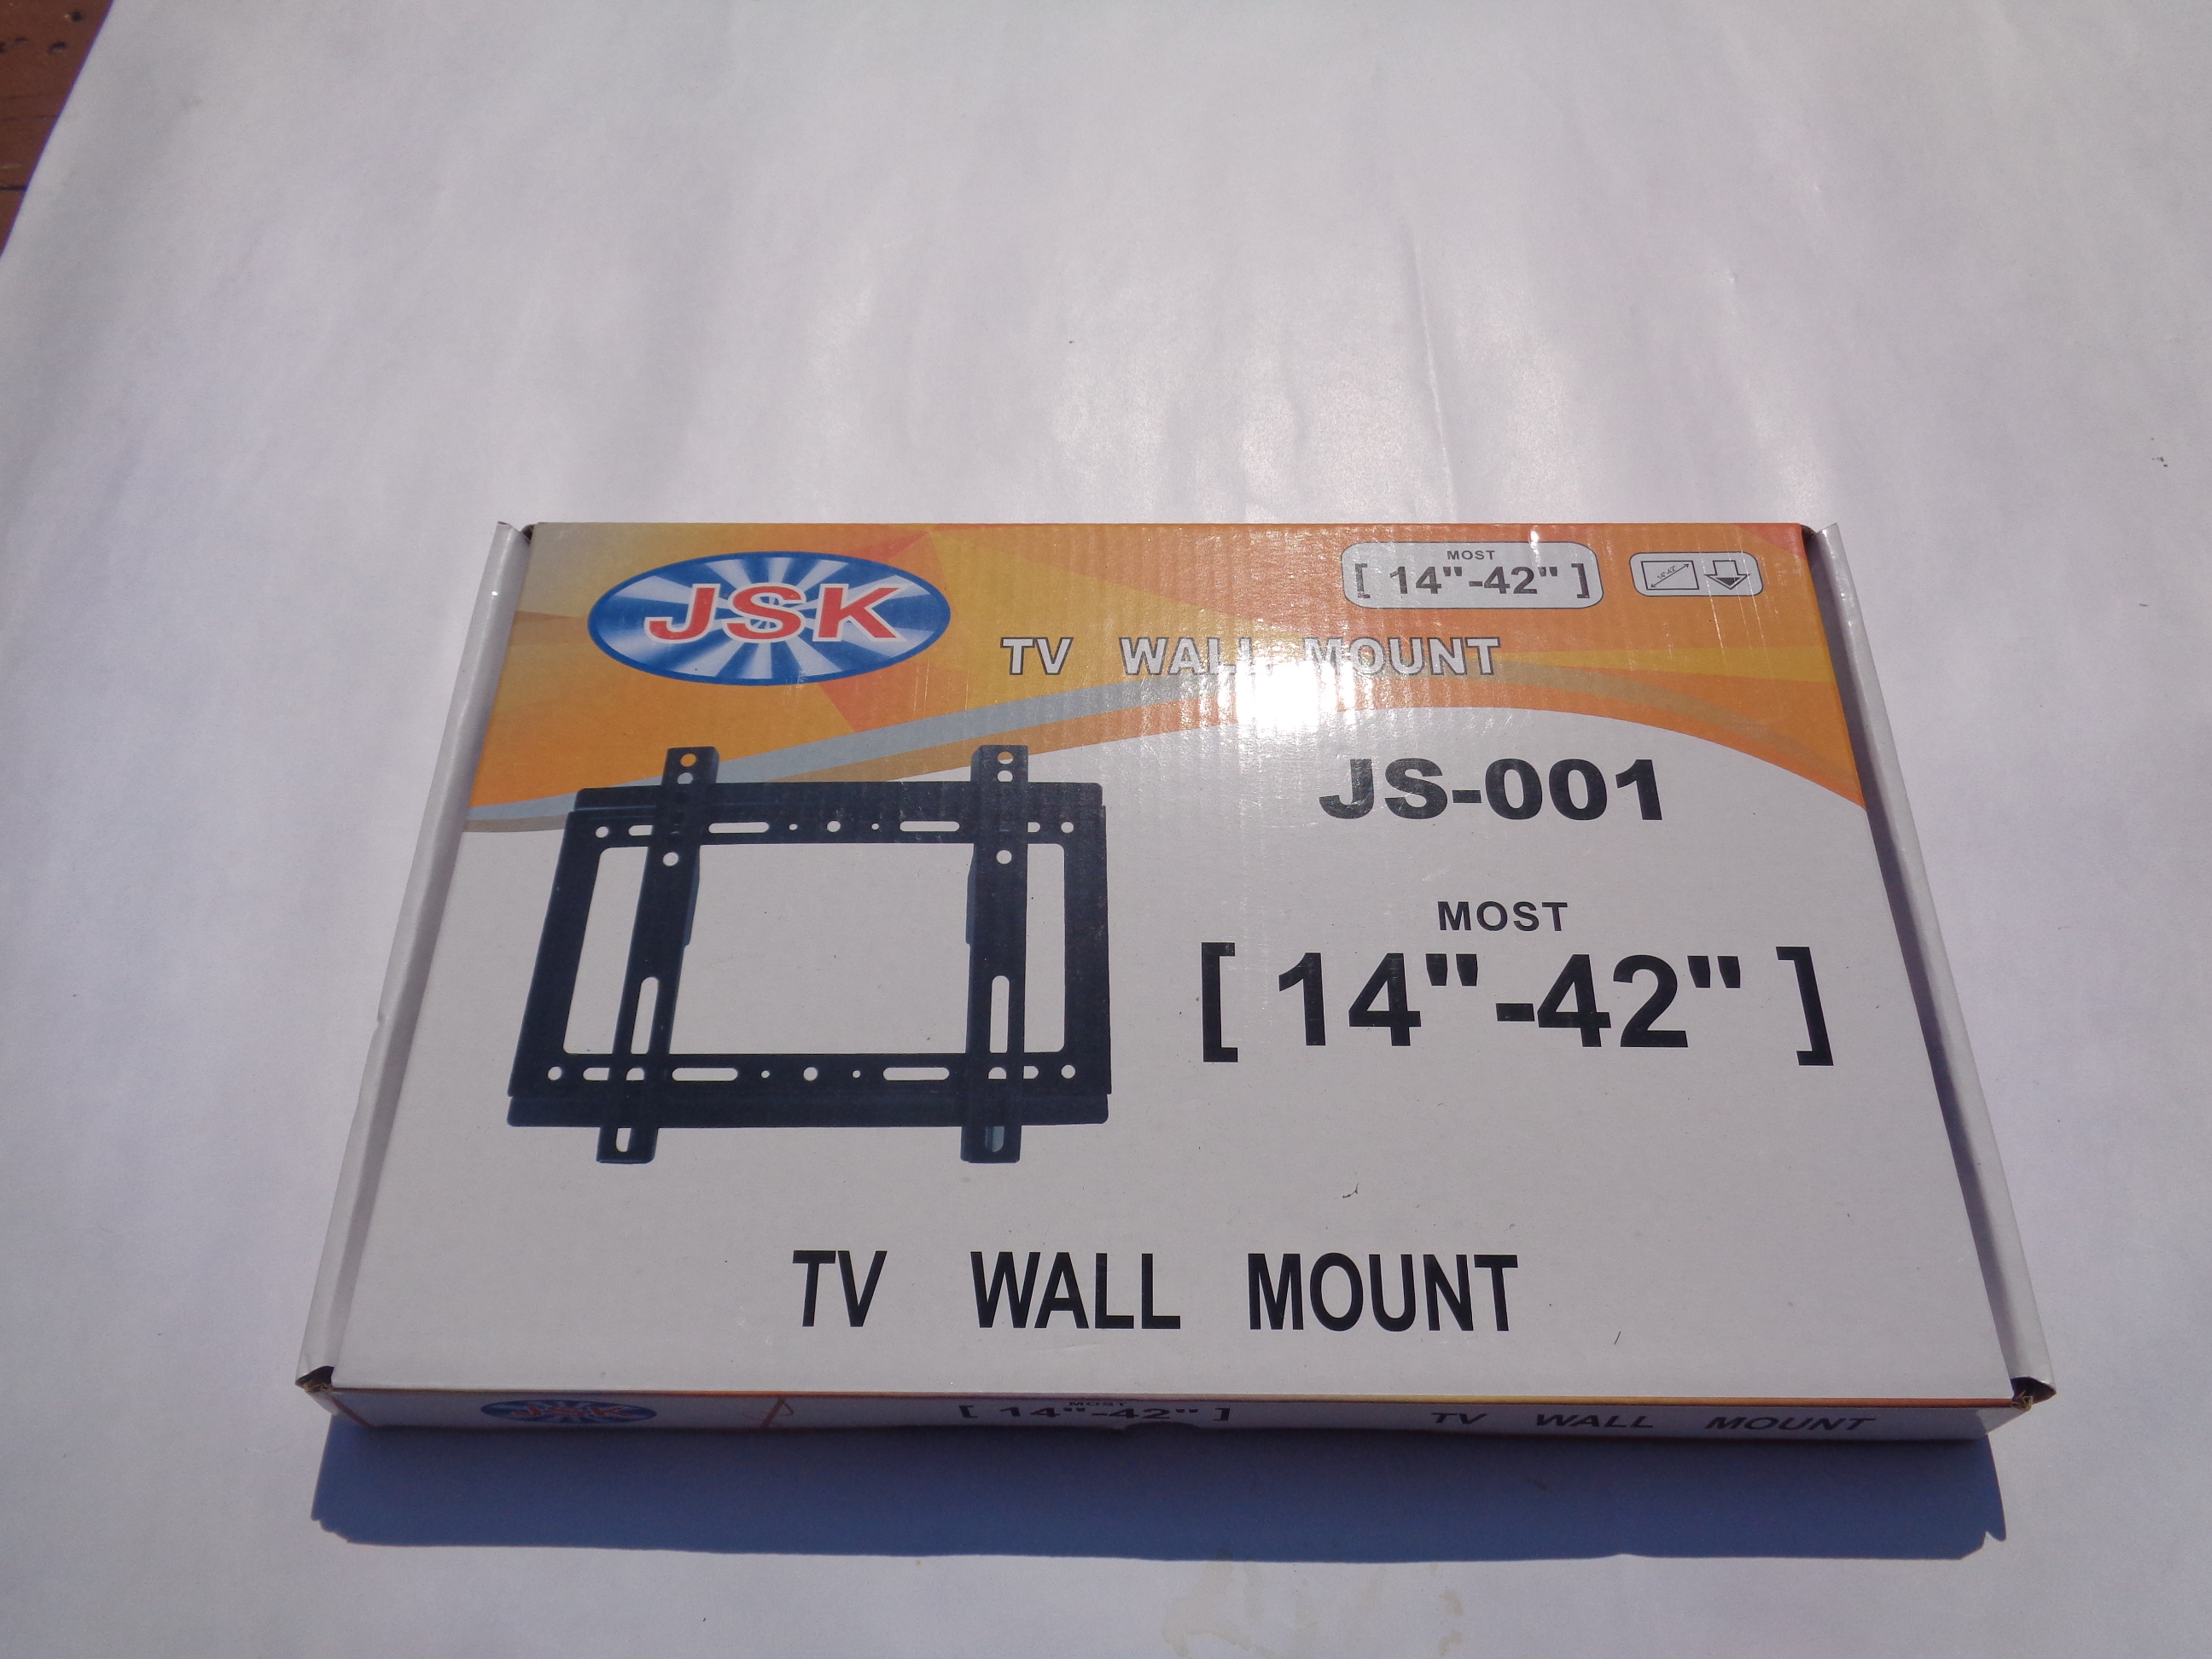 JSK
MOST
[ 14"-42" ]
TV WALL MOUNT
JS-001
MOST
[ 14"-42" ]
TV WALL MOUNT
JSK
MOST
[ 14"-42" ]
TV WALL MOUNT